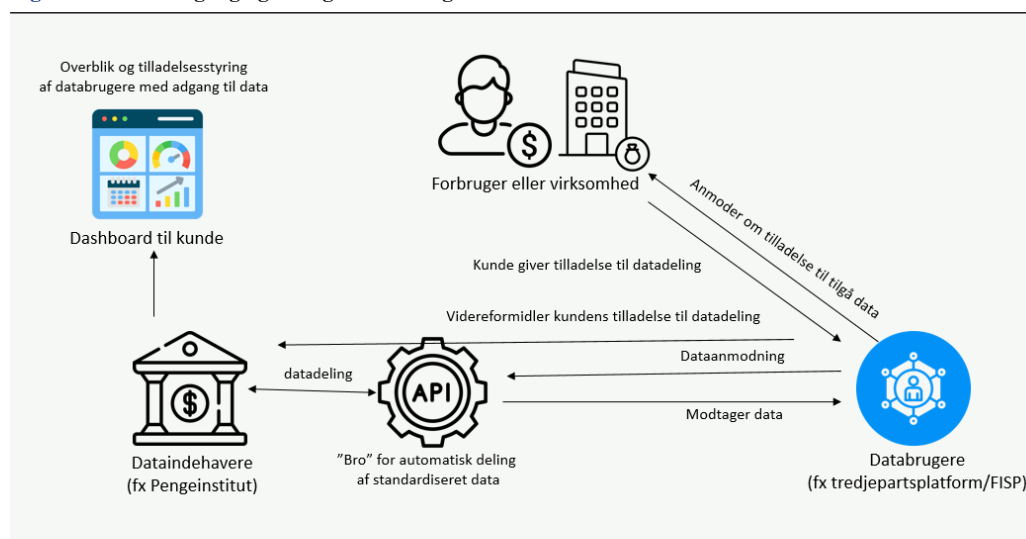 Overblik og tilladelsesstyring
af databrugere med adgang til data
Dashboard til kunde
$
Forbruger eller virksomhed
Anmoder om tilladelse til tilgå data
Kunde giver tilladelse til datadeling
Videreformidler kundens tilladelse til datadeling
Dataanmodning
datadeling
$
API
Modtager data
Dataindehavere
(fx Pengeinstitut)
”Bro” for automatisk deling
af standardiseret data
Databrugere
(fx tredjepartsplatform/FISP)